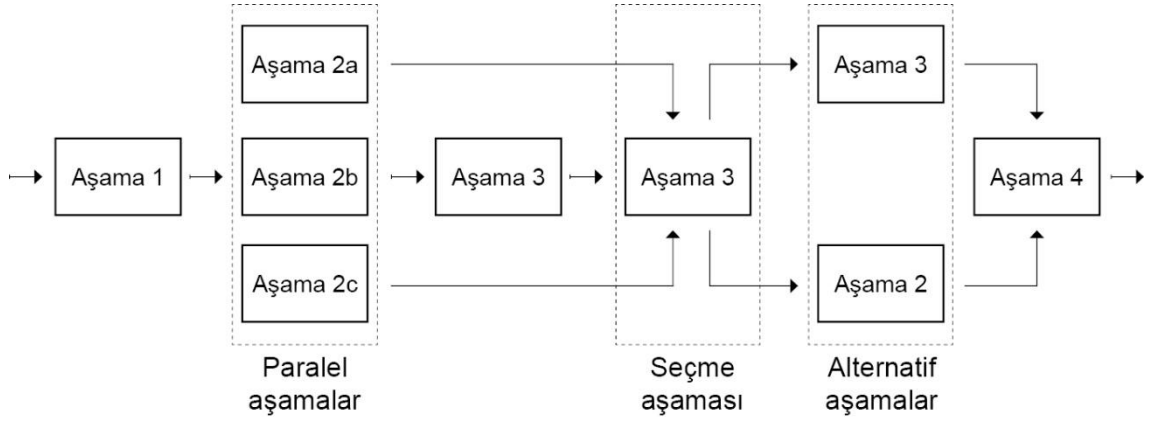 Aşama 2a
Aşama 3
Aşama 1
Aşama 2b
Aşama 3
Aşama 3
Aşama 4
Aşama 2c
Aşama 2
Paralel
aşamalar
Seçme
aşaması
Alternatif
aşamalar